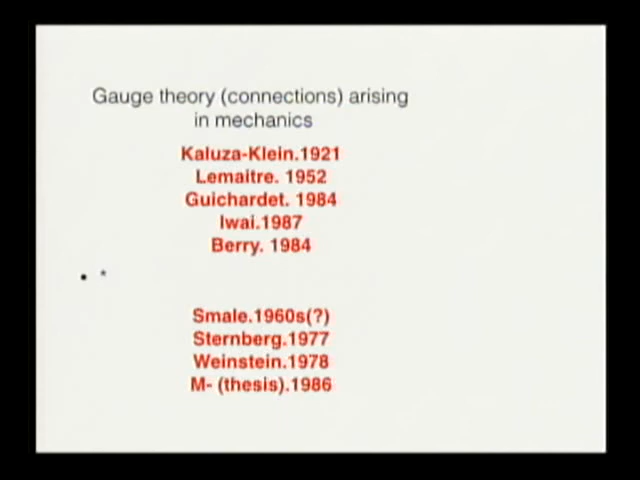 Gauge theory (connections) arising
in mechanics
Kaluza-Klein.1921
Lemaitre. 1952
Guichardet. 1984
Iwai.1987
Berry. 1984
• *
Smale.1960s(?)
Sternberg.1977
Weinstein.1978
M- (thesis).1986